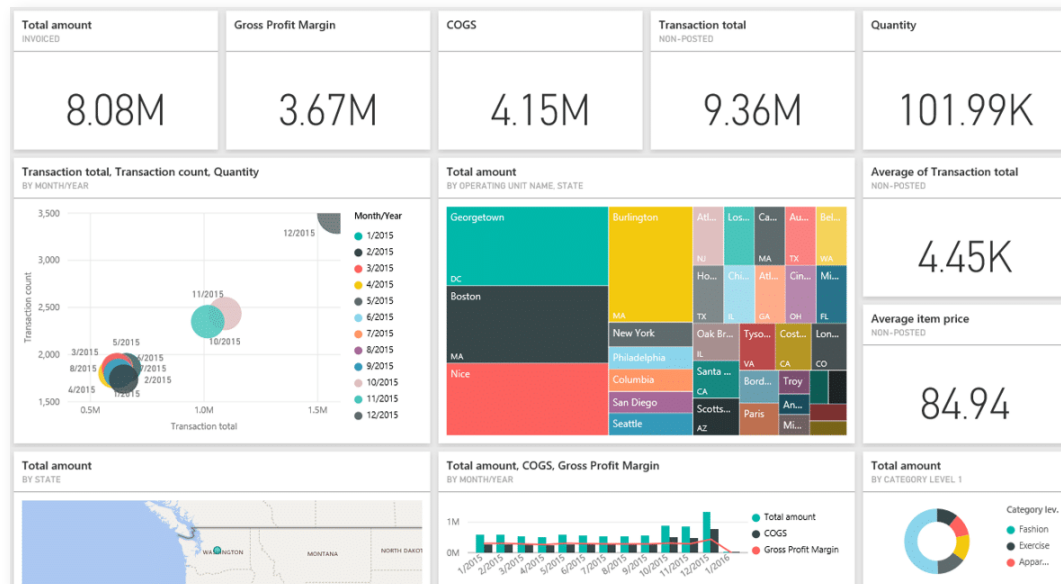 Total amount
INVOICED
8.08M
Gross Profit Margin
3.67M
COGS
4.15M
Transaction total
NON-POSTED
9.36M
Quantity
101.99K
Transaction total, Transaction count, Quantity
BY MONTH/YEAR
3,500
3,000
2,500
2,000
1,500
Transaction count
0.5M
1.0M
1.5M
Transaction total
12/2015
11/2015
10/2015
5/2015
3/2015
6/2015
8/2015
7/2015
2/2015
4/2015
1/2015
Month/Year
1/2015
2/2015
3/2015
4/2015
5/2015
6/2015
7/2015
8/2015
9/2015
10/2015
11/2015
12/2015
Total amount
BY OPERATING UNIT NAME, STATE
Georgetown
DC
Boston
MA
Nice
Burlington
MA
New York
Philadelphia
Columbia
San Diego
Seattle
Atl...
NJ
Los...
Ca...
MA
Au...
TX
Bel...
WA
Ho...
TX
Chi...
IL
Atl...
GA
Cin...
OH
Mi...
FL
Oak Br...
IL
Tyso...
VA
Cost...
CA
Lon...
CO
Santa ...
CA
Bord...
Troy
Scotts...
AZ
Paris
An...
Mi...
Average of Transaction total
NON-POSTED
4.45K
Average item price
NON-POSTED
84.94
Total amount
BY STATE
WASHINGTON
MONTANA
NORTH DAKOT
Total amount, COGS, Gross Profit Margin
BY MONTH/YEAR
1M
0M
1/2015
2/2015
3/2015
4/2015
5/2015
6/2015
7/2015
8/2015
9/2015
10/2015
11/2015
12/2015
1/2016
Total amount
COGS
Gross Profit Margin
Total amount
BY CATEGORY LEVEL 1
Category lev.
Fashion
Exercise
Appar...